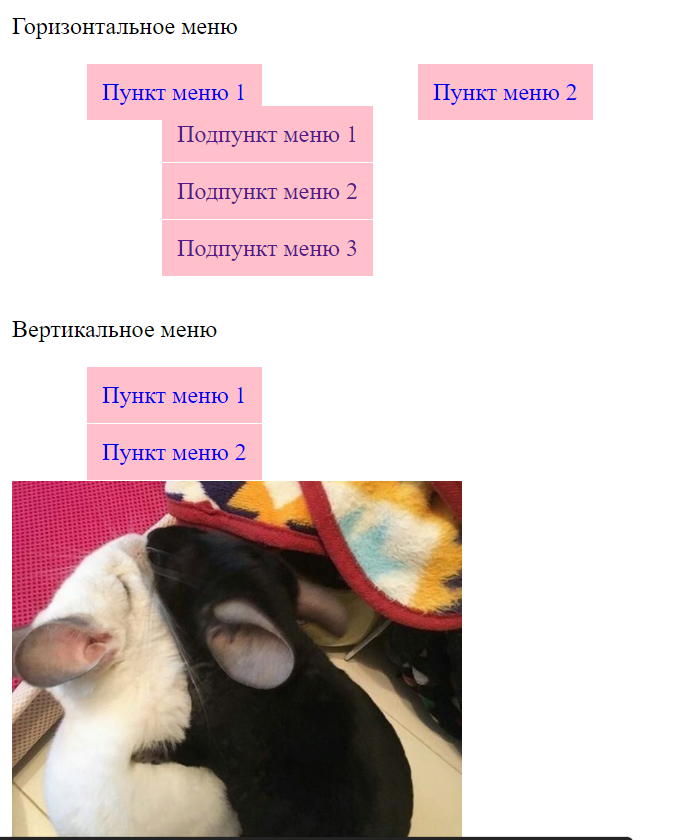 Горизонтальное меню
Пункт меню 1 Пункт меню 2
Подпункт меню 1
Подпункт меню 2
Подпункт меню 3
Вертикальное меню
Пункт меню 1
Пункт меню 2